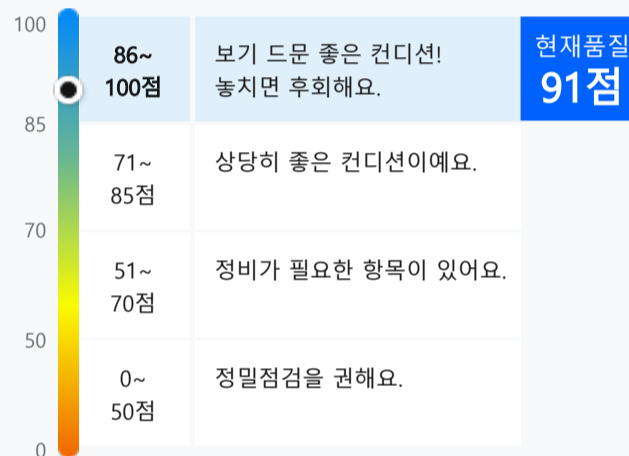 100
85
70
50
0
86~
100점
보기 드문 좋은 컨디션!
놓치면 후회해요.
현재품질
91점
71~
85점
상당히 좋은 컨디션이예요.
51~
70점
정비가 필요한 항목이 있어요.
0~
50점
정밀점검을 권해요.